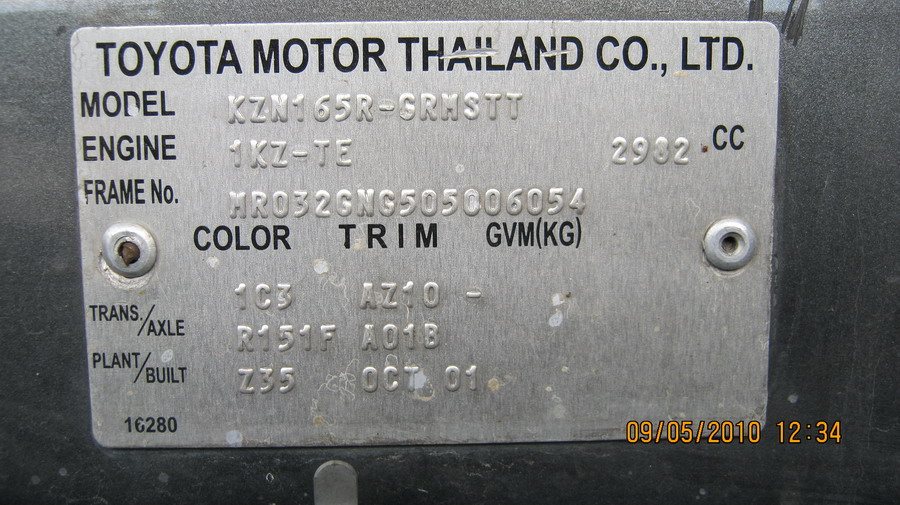 TOYOTA MOTOR THAILAND CO., LTD.
MODEL KZN165R-GRMSTT
ENGINE 1KZ-TE 2982 CC
FRAME No. MR032GNG505006054
COLOR TRIM GVM(KG)
1C3 AZ10 -
TRANS./AXLE R151F A01B
PLANT/BUILT Z35 OCT 01
16280
09/05/2010 12:34